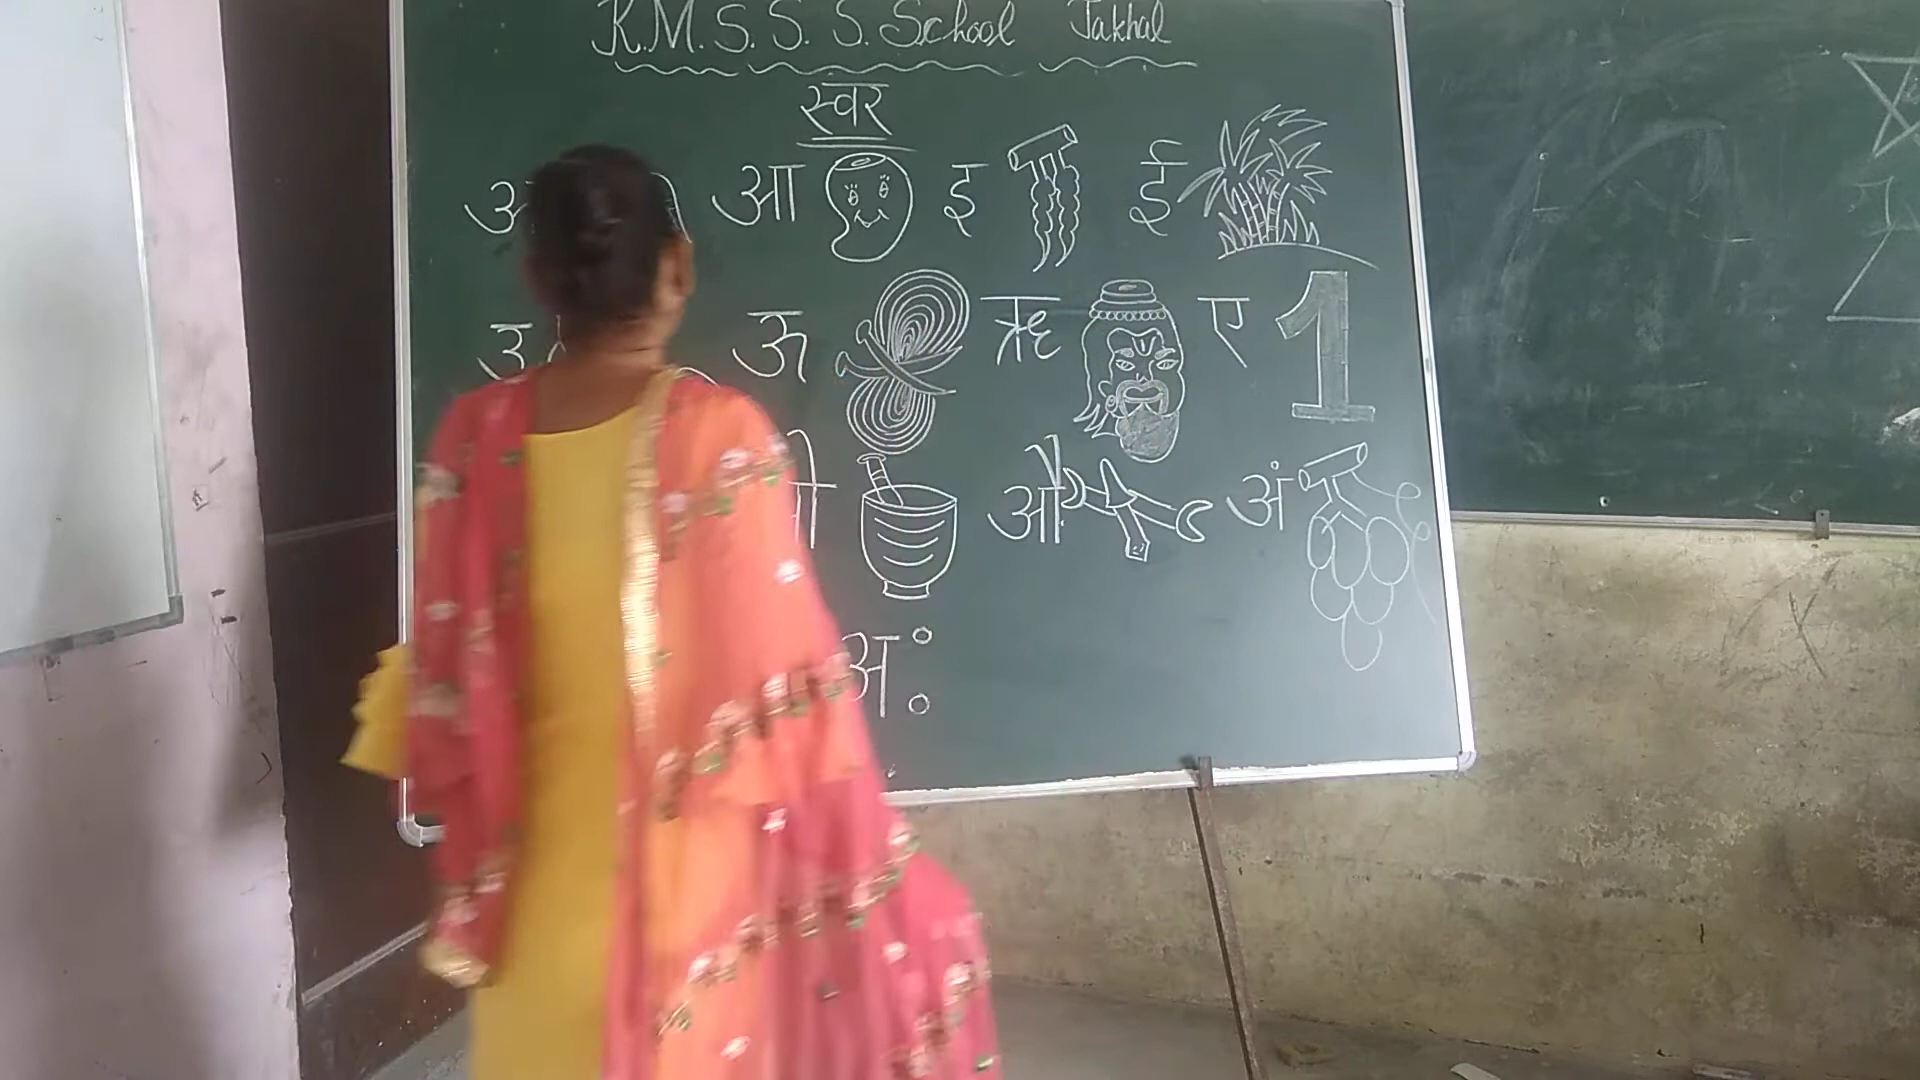 K.M.S.S.S.School Jakhal
स्वर
आ इ ई
उ ऊ ऋ ए 1
औ अं
अः